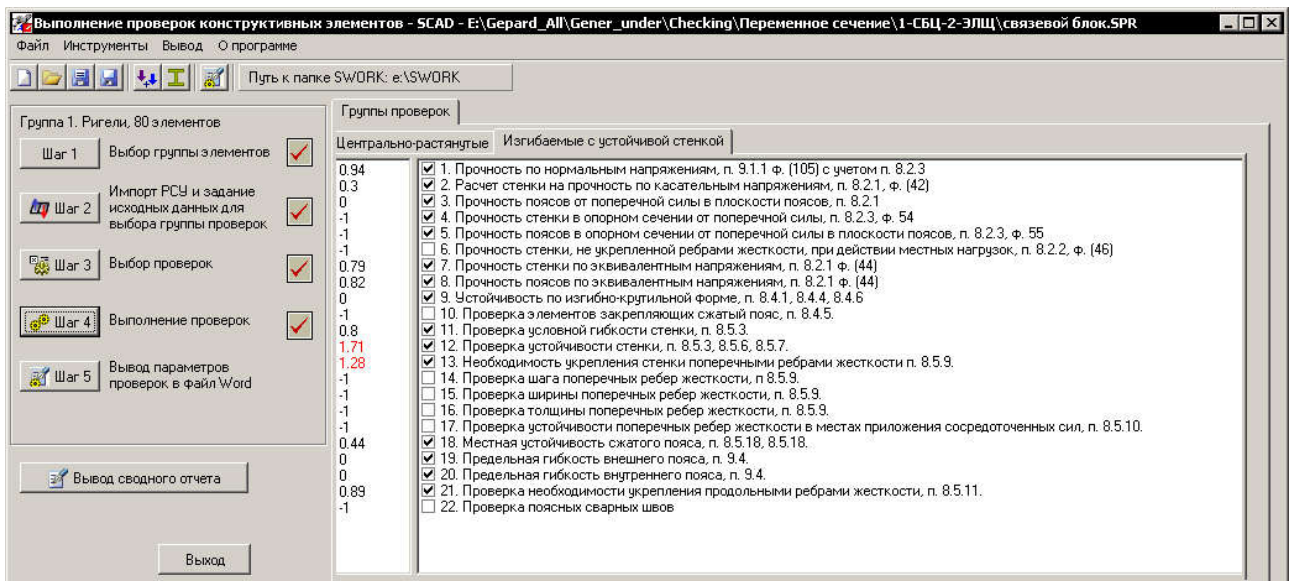 Выполнение проверок конструктивных элементов - SCAD - E:\Gepard_All\Gener_under\Checking\Переменное сечение\1-СБЦ-2-ЭЛЩ\связевой блок.SPR
Файл Инструменты Вывод О программе
Путь к папке SWORK: e:\SWORK
Группа 1. Ригели, 80 элементов
Шаг 1 Выбор группы элементов
Шаг 2 Импорт РСУ и задание
исходных данных для
выбора группы проверок
Шаг 3 Выбор проверок
Шаг 4 Выполнение проверок
Шаг 5 Вывод параметров
проверок в файл Word
Вывод сводного отчета
Выход
Группы проверок
Центрально-растянутые Изгибаемые с устойчивой стенкой
0.94 1. Прочность по нормальным напряжениям, п. 9.1.1 ф. (105) с учетом п. 8.2.3
0.3 2. Расчет стенки на прочность по касательным напряжениям, п. 8.2.1, ф. (42)
0 3. Прочность поясов от поперечной силы в плоскости поясов, п. 8.2.1
-1 4. Прочность стенки в опорном сечении от поперечной силы, п. 8.2.3, ф. 54
-1 5. Прочность поясов в опорном сечении от поперечной силы в плоскости поясов, п. 8.2.3, ф. 55
-1 6. Прочность стенки, не укрепленной ребрами жесткости, при действии местных нагрузок, п. 8.2.2, ф. (46)
0.79 7. Прочность стенки по эквивалентным напряжениям, п. 8.2.1 ф. (44)
0.82 8. Прочность поясов по эквивалентным напряжениям, п. 8.2.1 ф. (44)
0 9. Устойчивость по изгибно-крутильной форме, п. 8.4.1, 8.4.4, 8.4.6
-1 10. Проверка элементов закрепляющих сжатый пояс, п. 8.4.5.
0.8 11. Проверка условной гибкости стенки, п. 8.5.3.
1.71 12. Проверка устойчивости стенки, п. 8.5.3, 8.5.6, 8.5.7.
1.28 13. Необходимость укрепления стенки поперечными ребрами жесткости п. 8.5.9.
-1 14. Проверка шага поперечных ребер жесткости, п 8.5.9.
-1 15. Проверка ширины поперечных ребер жесткости, п. 8.5.9.
-1 16. Проверка толщины поперечных ребер жесткости, п. 8.5.9.
-1 17. Проверка устойчивости поперечных ребер жесткости в местах приложения сосредоточенных сил, п. 8.5.10.
0.44 18. Местная устойчивость сжатого пояса, п. 8.5.18, 8.5.18.
0 19. Предельная гибкость внешнего пояса, п. 9.4.
0 20. Предельная гибкость внутреннего пояса, п. 9.4.
0.89 21. Проверка необходимости укрепления продольными ребрами жесткости, п. 8.5.11.
-1 22. Проверка поясных сварных швов